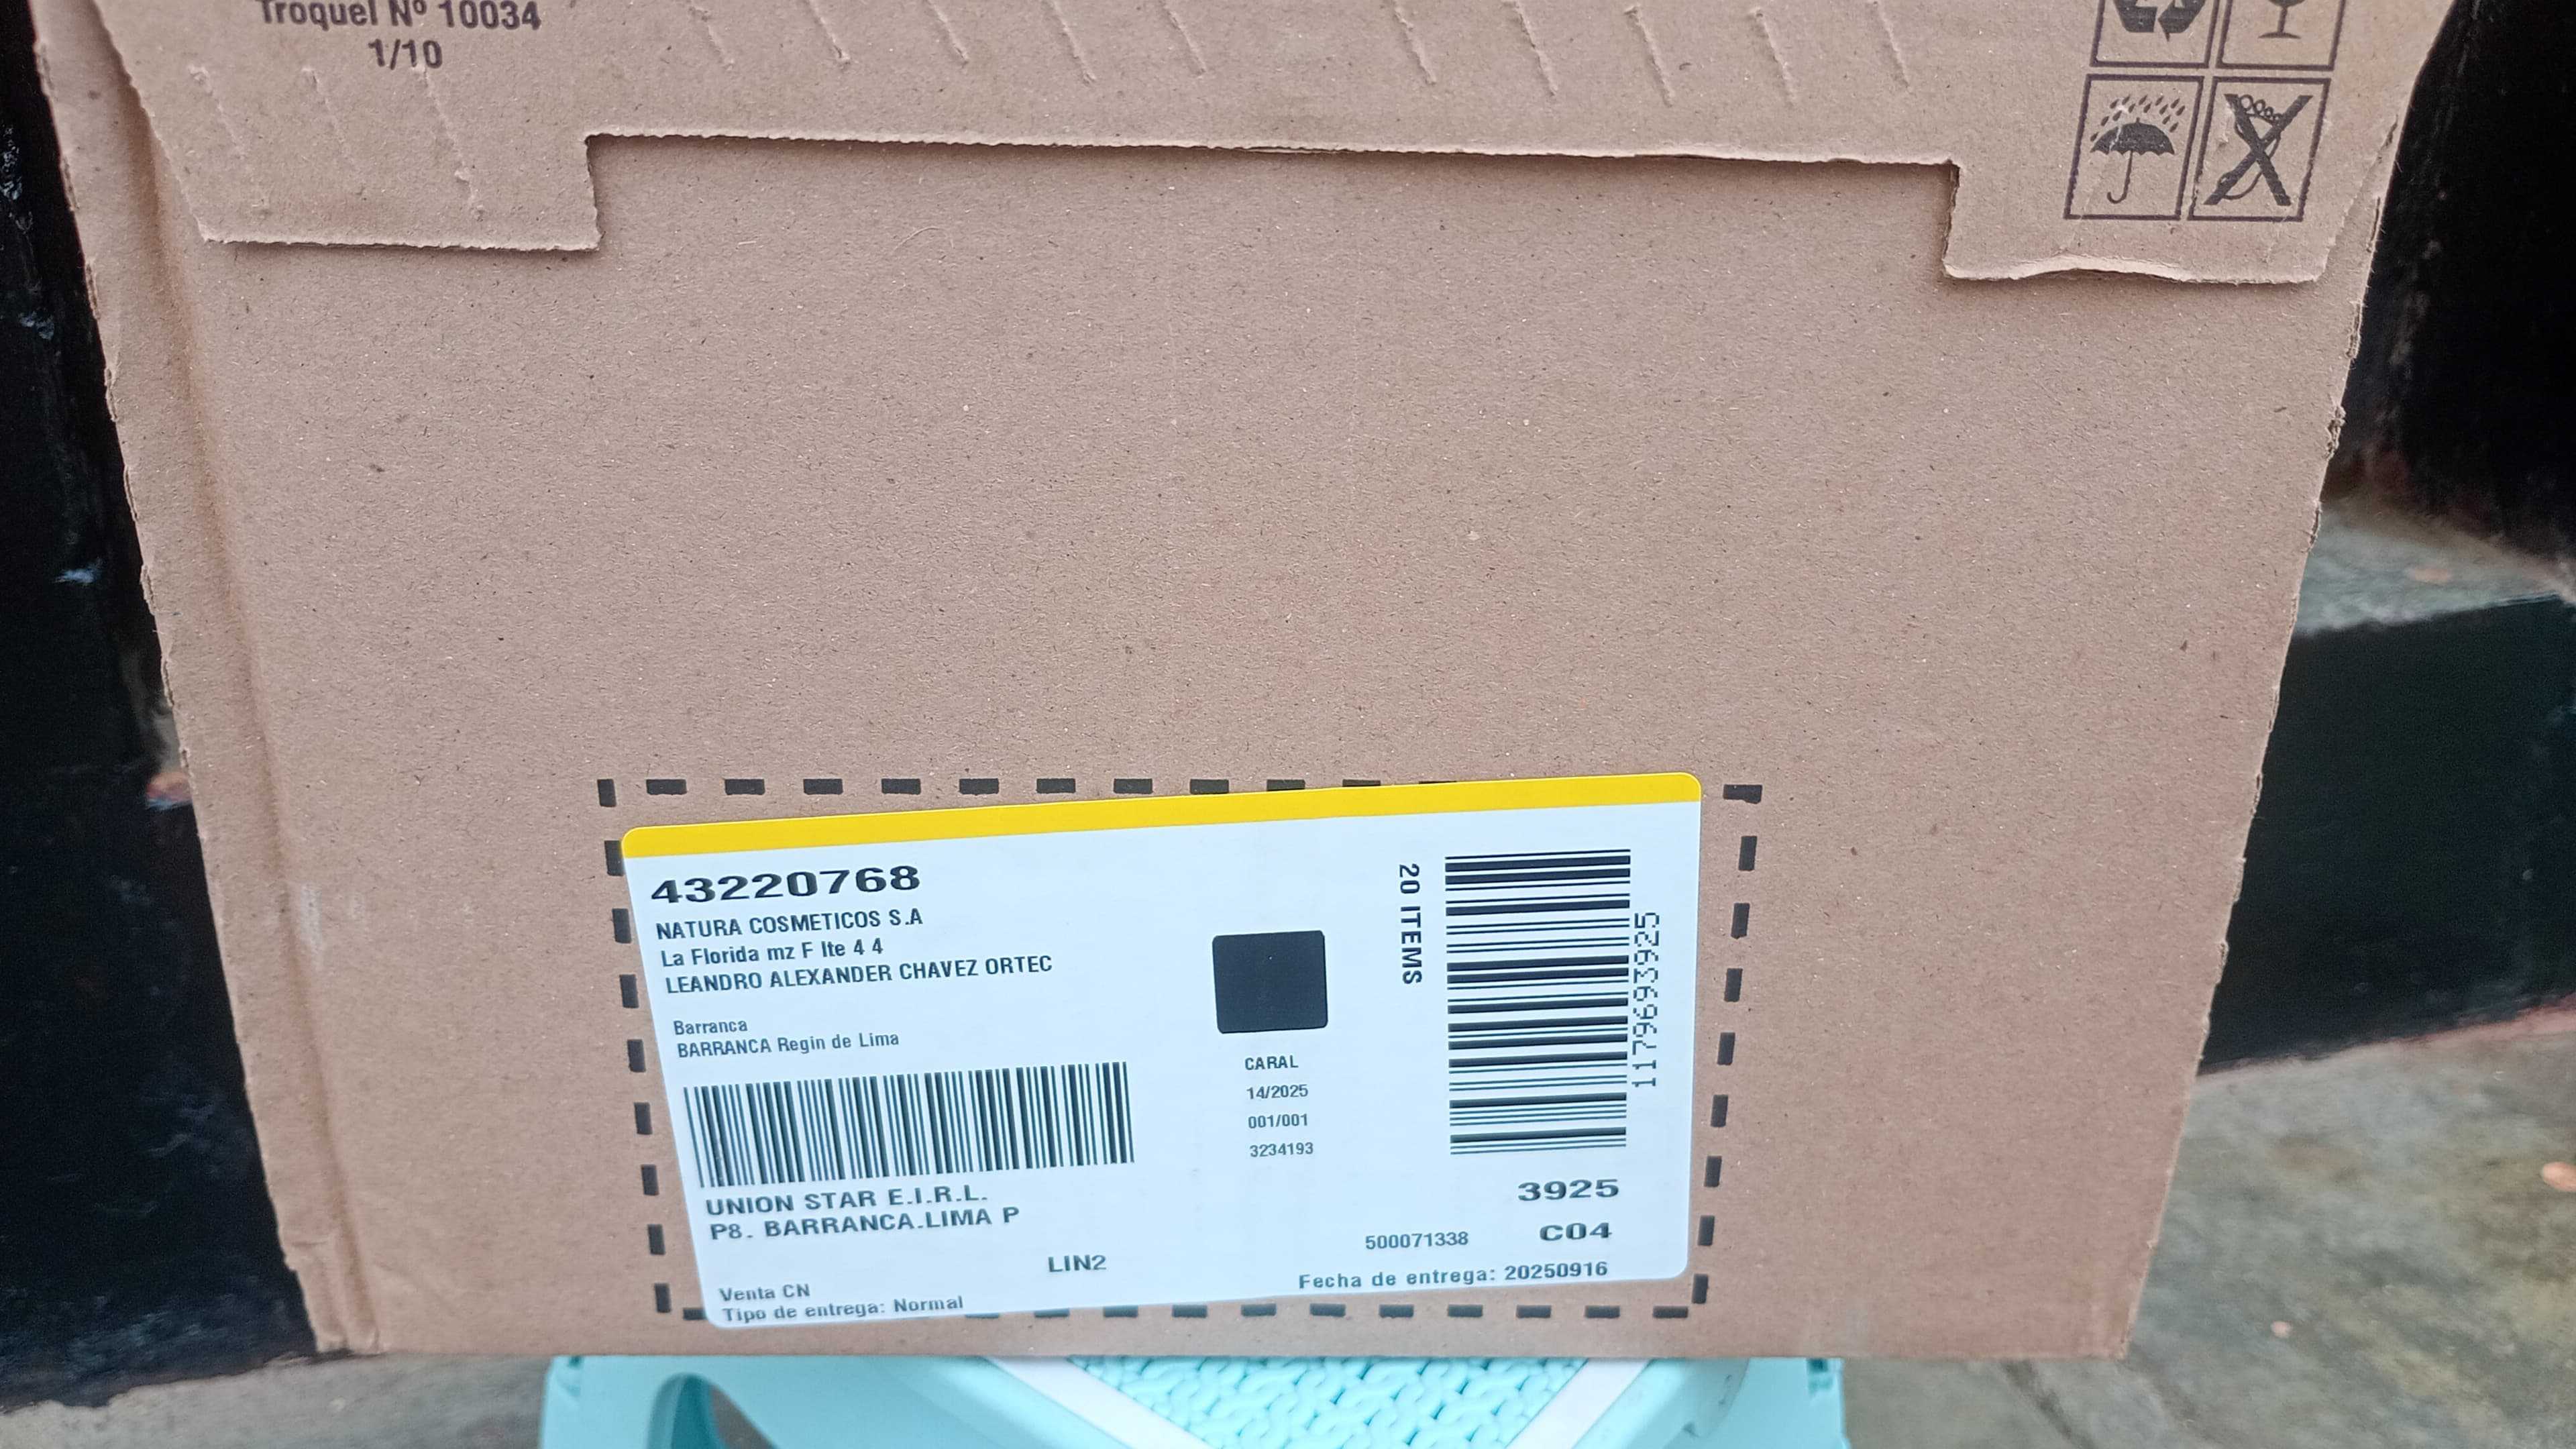 Troquel Nº 10034
1/10
43220768
NATURA COSMETICOS S.A
La Florida mz F lte 4 4
LEANDRO ALEXANDER CHAVEZ ORTEC
Barranca
BARRANCA Regin de Lima
UNION STAR E.I.R.L.
P8. BARRANCA.LIMA P
LIN2
Venta CN
Tipo de entrega: Normal
CARAL
14/2025
001/001
3234193
20 ITEMS
1179693925
3925
C04
500071338
Fecha de entrega: 20250916